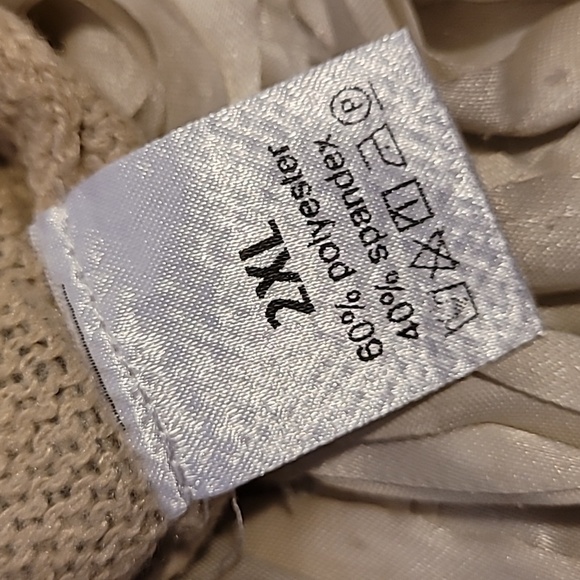 2XL
60% polyester
40% spandex
P